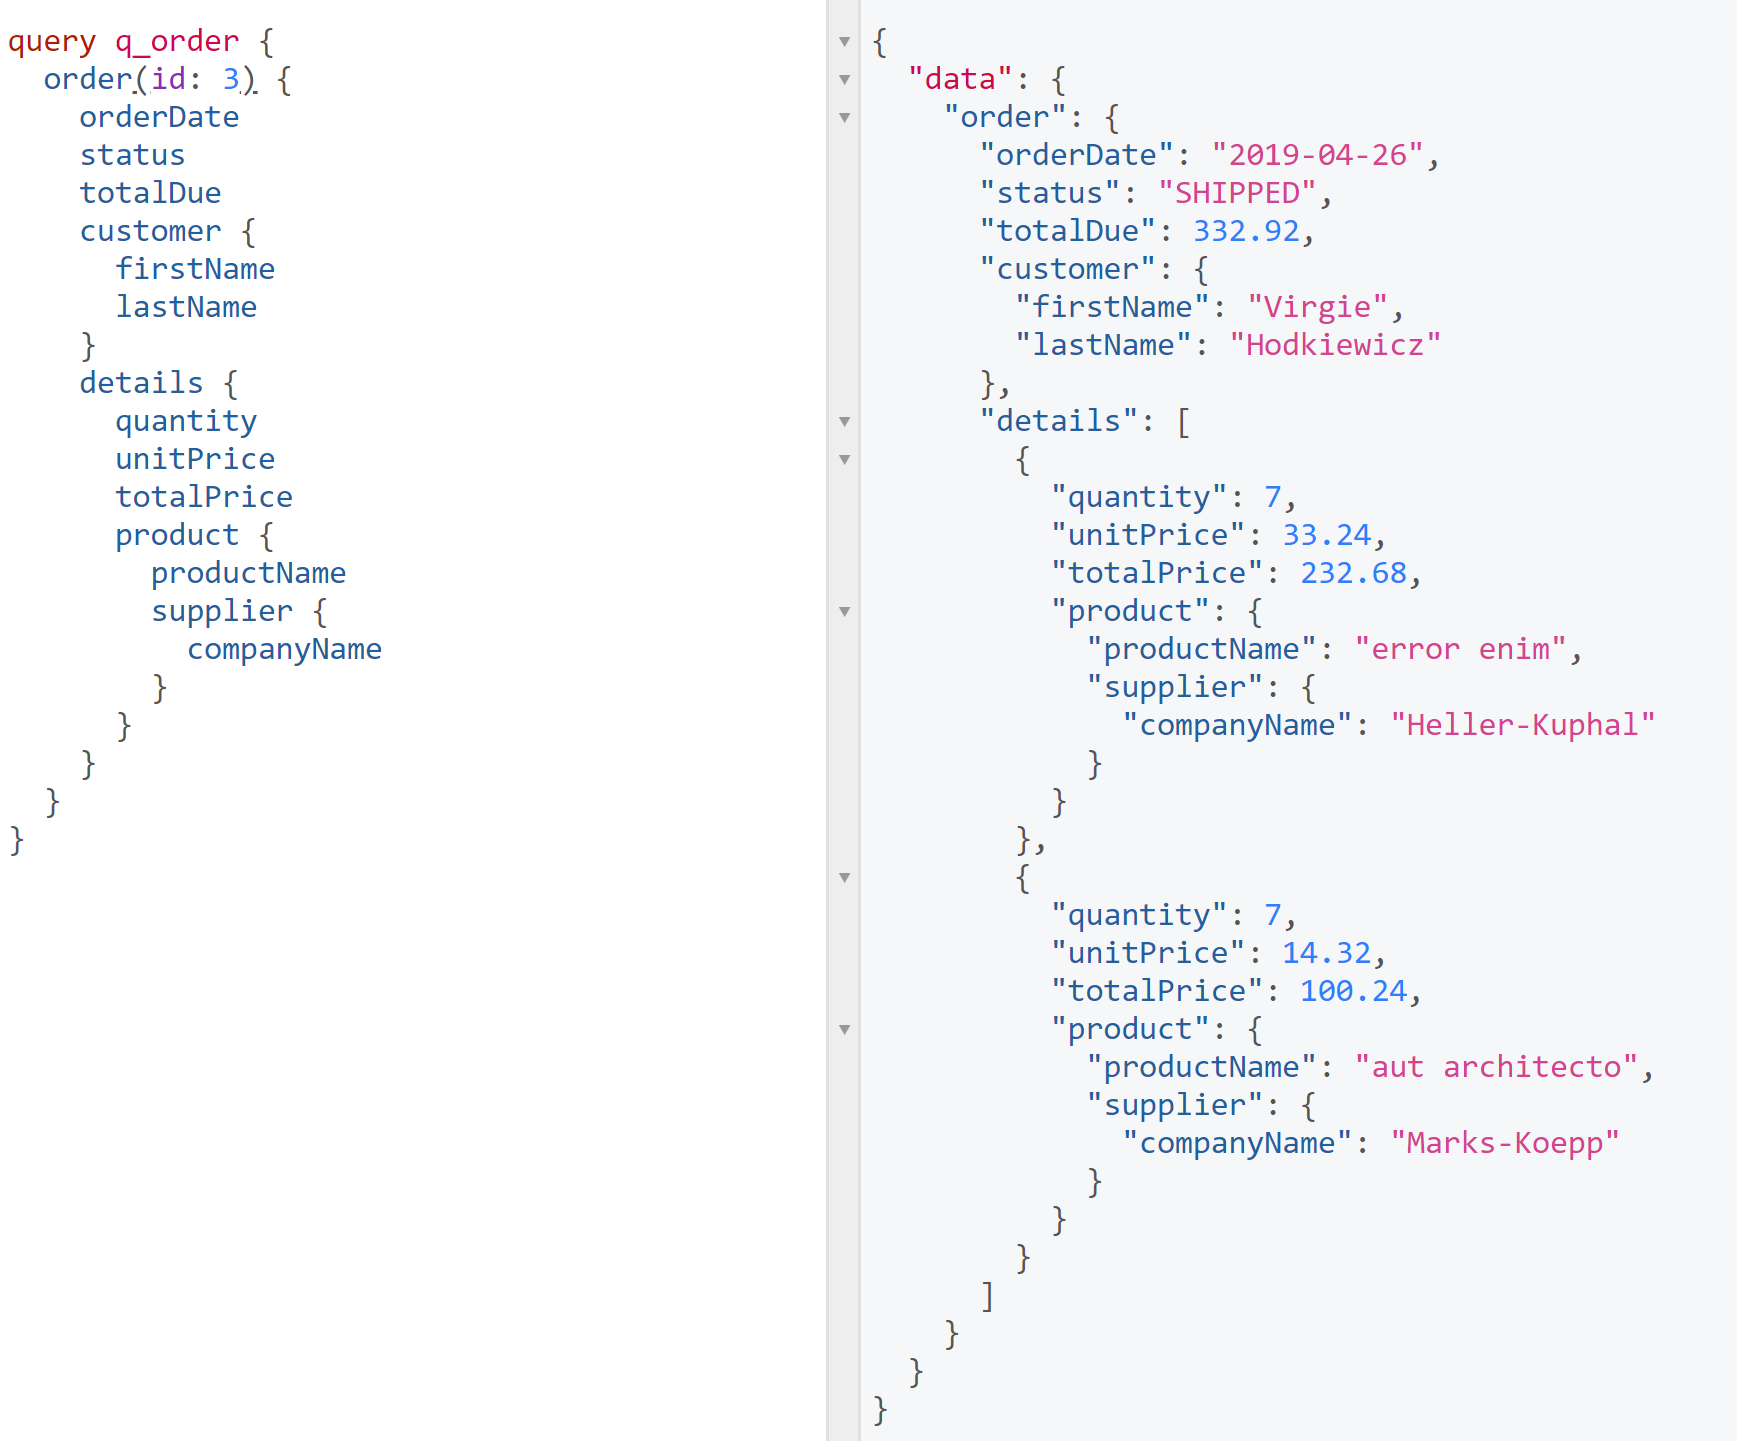 query q_order {
  order(id: 3) {
    orderDate
    status
    totalDue
    customer {
      firstName
      lastName
    }
    details {
      quantity
      unitPrice
      totalPrice
      product {
        productName
        supplier {
          companyName
        }
      }
    }
  }
}
{
  "data": {
    "order": {
      "orderDate": "2019-04-26",
      "status": "SHIPPED",
      "totalDue": 332.92,
      "customer": {
        "firstName": "Virgie",
        "lastName": "Hodkiewicz"
      },
      "details": [
        {
          "quantity": 7,
          "unitPrice": 33.24,
          "totalPrice": 232.68,
          "product": {
            "productName": "error enim",
            "supplier": {
              "companyName": "Heller-Kuphal"
            }
          }
        },
        {
          "quantity": 7,
          "unitPrice": 14.32,
          "totalPrice": 100.24,
          "product": {
            "productName": "aut architecto",
            "supplier": {
              "companyName": "Marks-Koepp"
            }
          }
        }
      ]
    }
  }
}